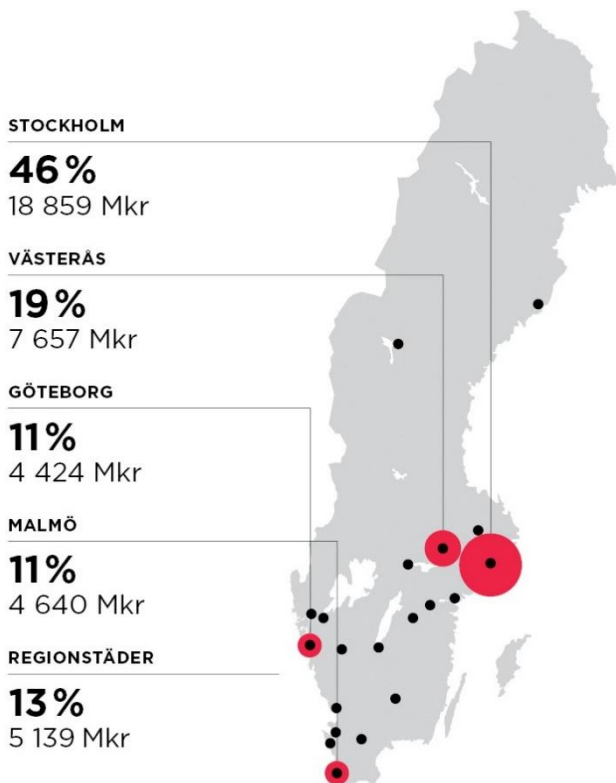 STOCKHOLM
46 %
18 859 Mkr
VÄSTERÅS
19 %
7 657 Mkr
GÖTEBORG
11 %
4 424 Mkr
MALMÖ
11 %
4 640 Mkr
REGIONSTÄDER
13 %
5 139 Mkr